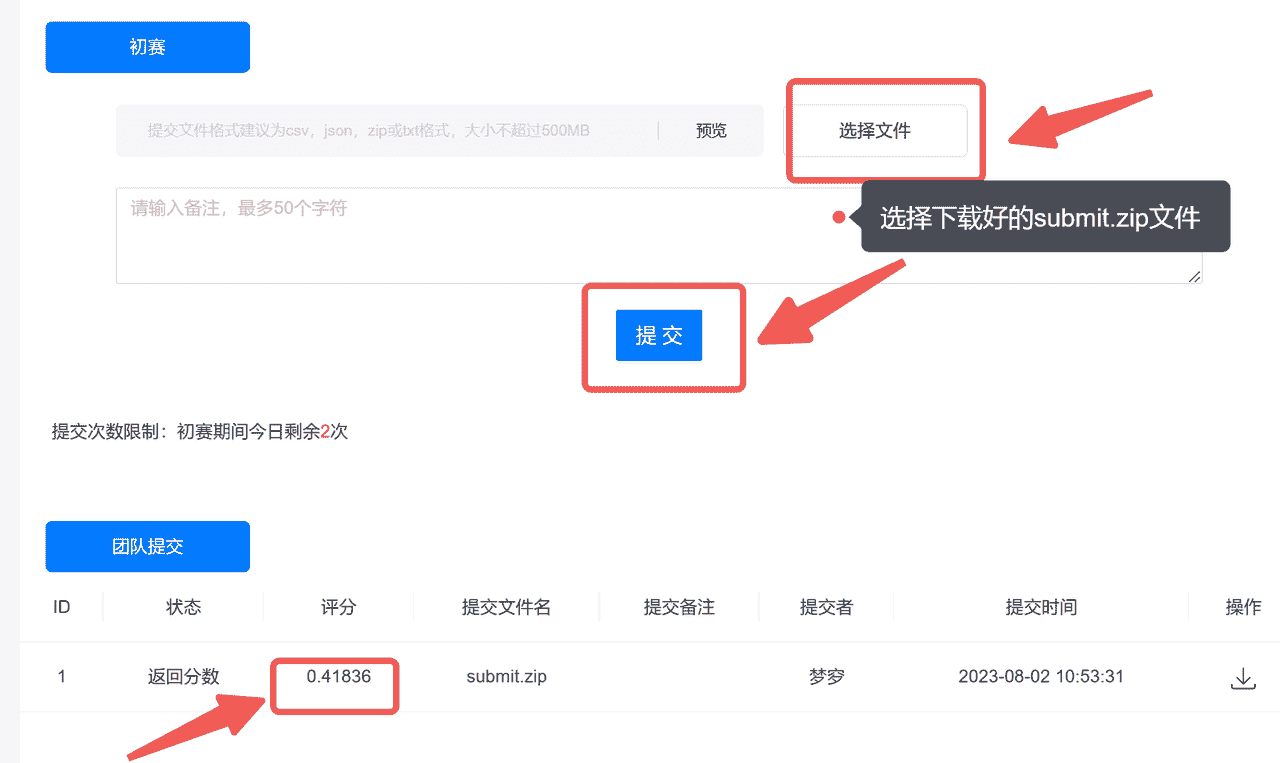 初赛
提交文件格式建议为csv，json，zip或txt格式，大小不超过500MB
预览
选择文件
请输入备注，最多50个字符
选择下载好的submit.zip文件
提 交
提交次数限制：初赛期间今日剩余2次
团队提交
ID 状态 评分 提交文件名 提交备注 提交者 提交时间 操作
1 返回分数 0.41836 submit.zip 梦穸 2023-08-02 10:53:31